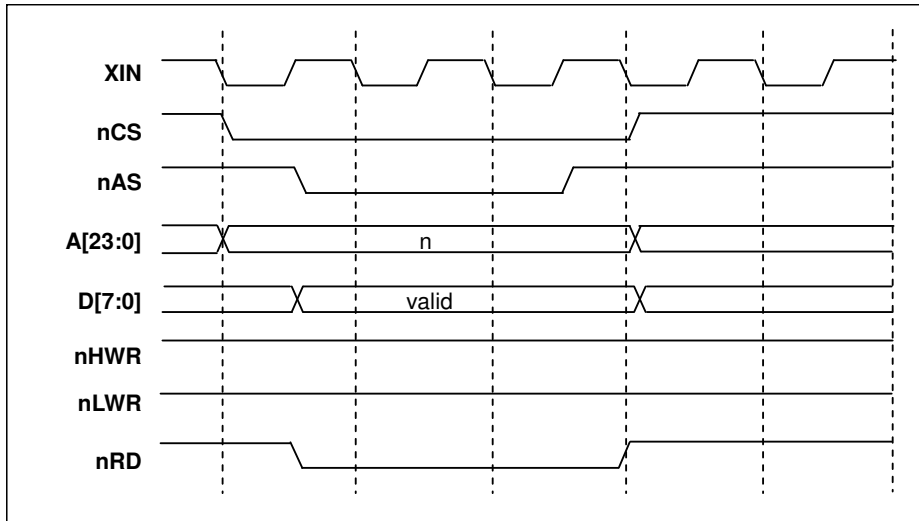 XIN
nCS
nAS
A[23:0]
n
D[7:0]
valid
nHWR
nLWR
nRD